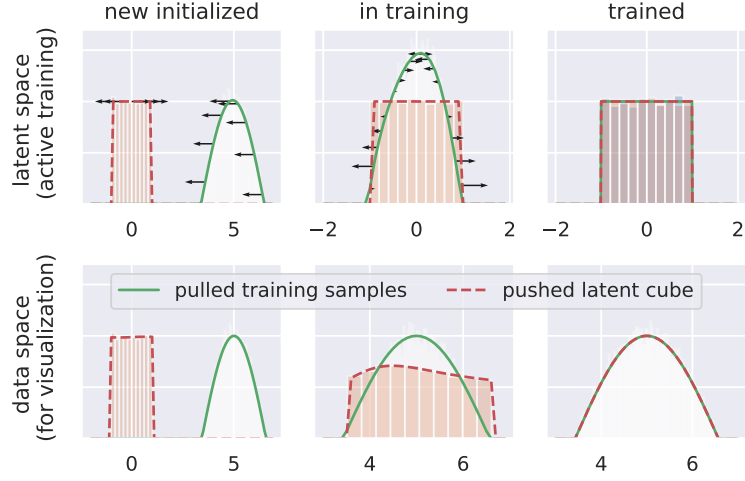 new initialized
in training
trained
latent space
(active training)
0
5
−2
0
2
−2
0
2
data space
(for visualization)
pulled training samples
pushed latent cube
0
5
4
6
4
6